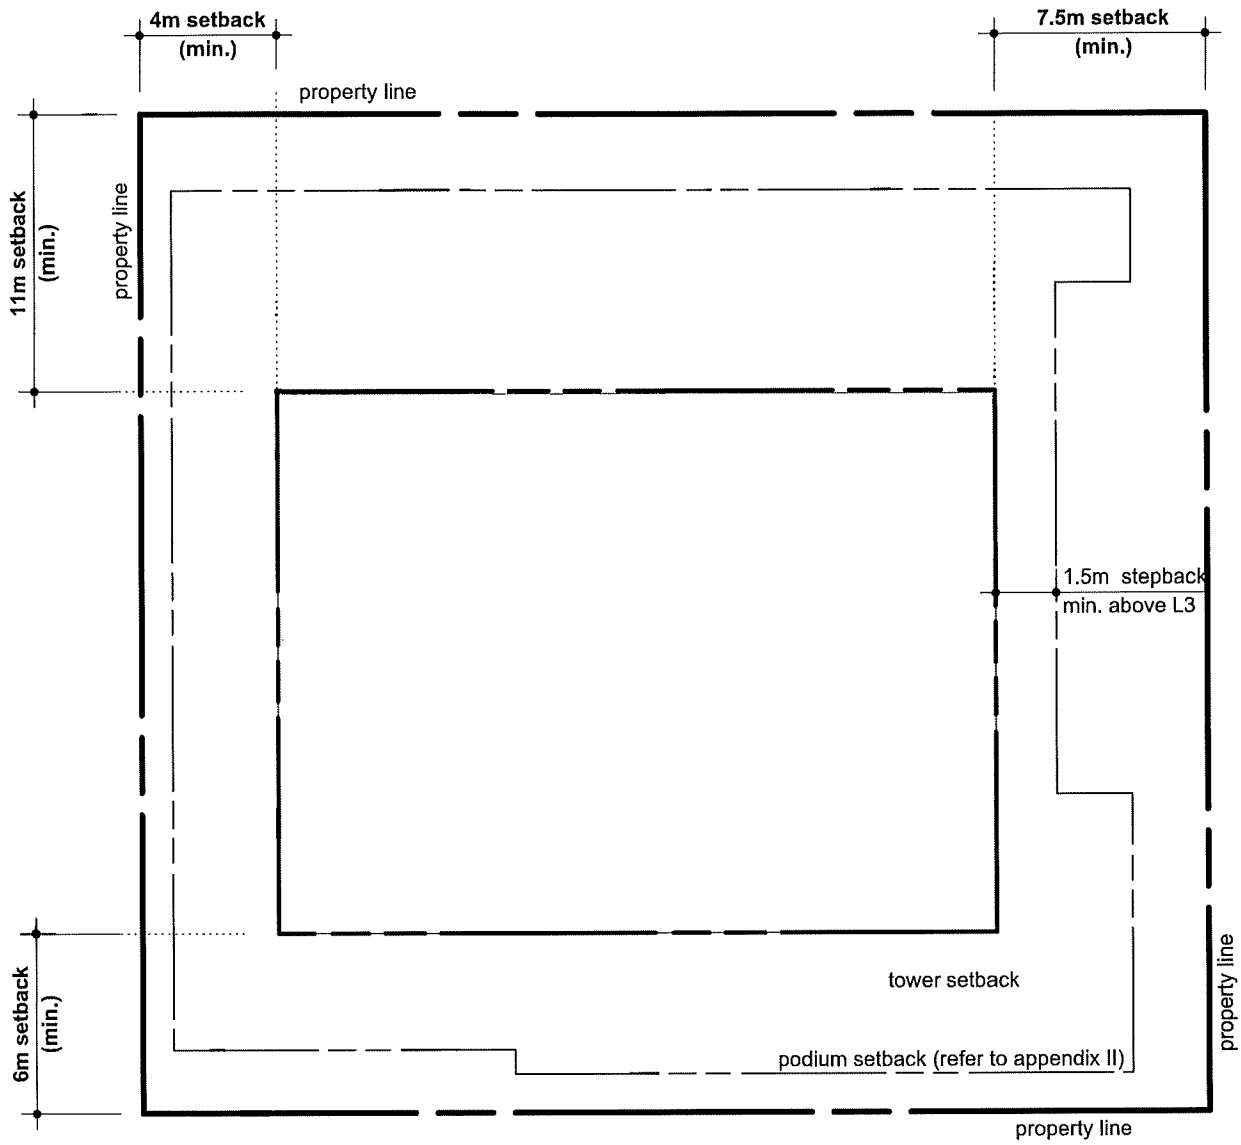 4m setback
(min.)
7.5m setback
(min.)
property line
11m setback
(min.)
property line
1.5m stepback
min. above L3
6m setback
(min.)
tower setback
property line
podium setback (refer to appendix II)
property line